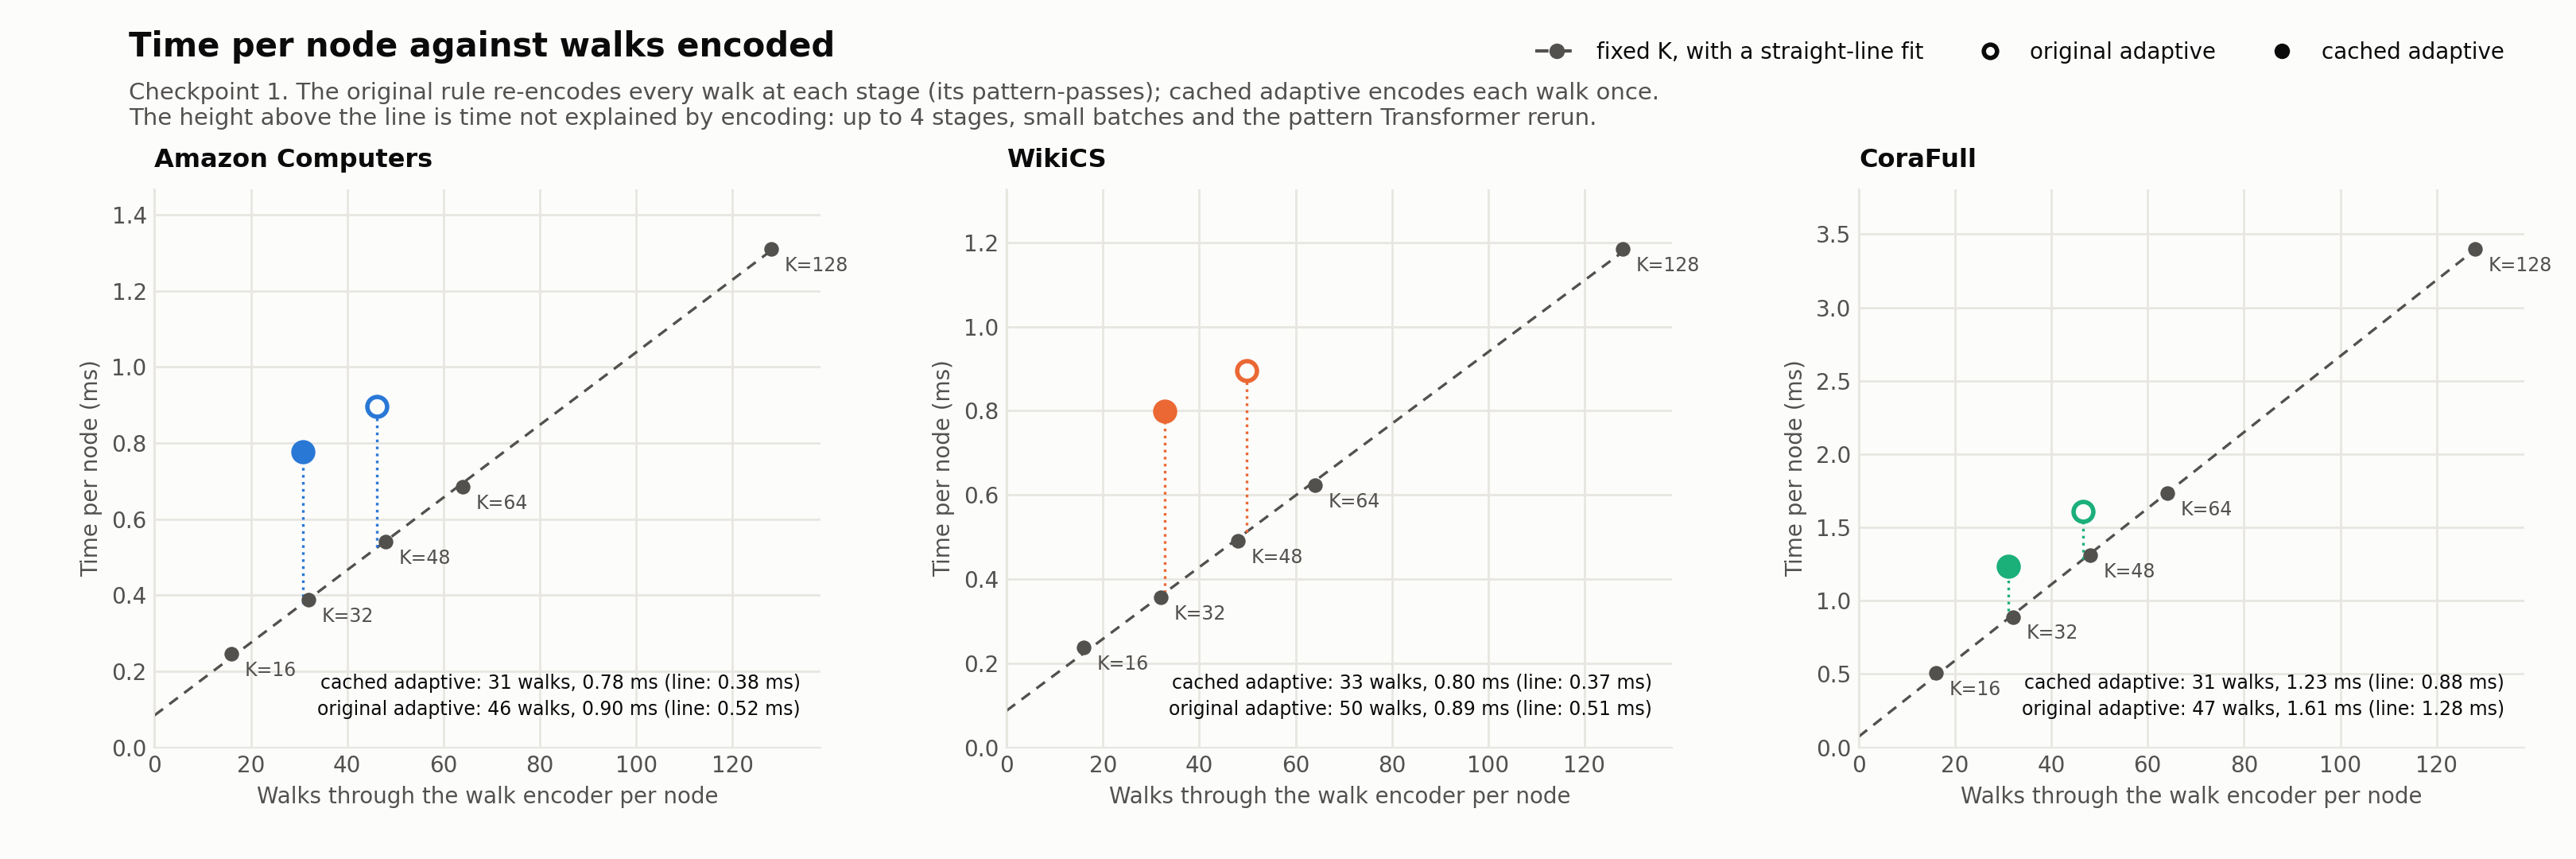 Time per node against walks encoded
fixed K, with a straight-line fit
original adaptive
cached adaptive
Checkpoint 1. The original rule re-encodes every walk at each stage (its pattern-passes); cached adaptive encodes each walk once.
The height above the line is time not explained by encoding: up to 4 stages, small batches and the pattern Transformer rerun.
Amazon Computers
Time per node (ms)
1.4
1.2
1.0
0.8
0.6
0.4
0.2
0.0
K=128
K=64
K=48
K=32
K=16
cached adaptive: 31 walks, 0.78 ms (line: 0.38 ms)
original adaptive: 46 walks, 0.90 ms (line: 0.52 ms)
0 20 40 60 80 100 120
Walks through the walk encoder per node
WikiCS
Time per node (ms)
1.2
1.0
0.8
0.6
0.4
0.2
0.0
K=128
K=64
K=48
K=32
K=16
cached adaptive: 33 walks, 0.80 ms (line: 0.37 ms)
original adaptive: 50 walks, 0.89 ms (line: 0.51 ms)
0 20 40 60 80 100 120
Walks through the walk encoder per node
CoraFull
Time per node (ms)
3.5
3.0
2.5
2.0
1.5
1.0
0.5
0.0
K=128
K=64
K=48
K=32
K=16
cached adaptive: 31 walks, 1.23 ms (line: 0.88 ms)
original adaptive: 47 walks, 1.61 ms (line: 1.28 ms)
0 20 40 60 80 100 120
Walks through the walk encoder per node